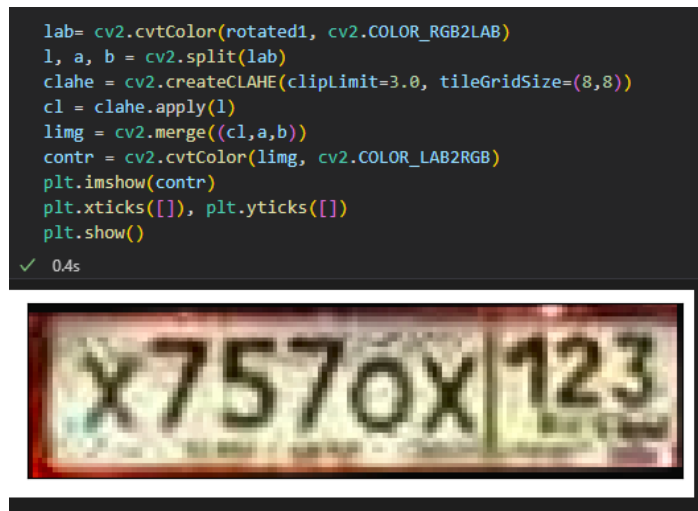 lab= cv2.cvtColor(rotated1, cv2.COLOR_RGB2LAB)
l, a, b = cv2.split(lab)
clahe = cv2.createCLAHE(clipLimit=3.0, tileGridSize=(8,8))
cl = clahe.apply(l)
limg = cv2.merge((cl,a,b))
contr = cv2.cvtColor(limg, cv2.COLOR_LAB2RGB)
plt.imshow(contr)
plt.xticks([]), plt.yticks([])
plt.show()
0.4s
X757OX 123